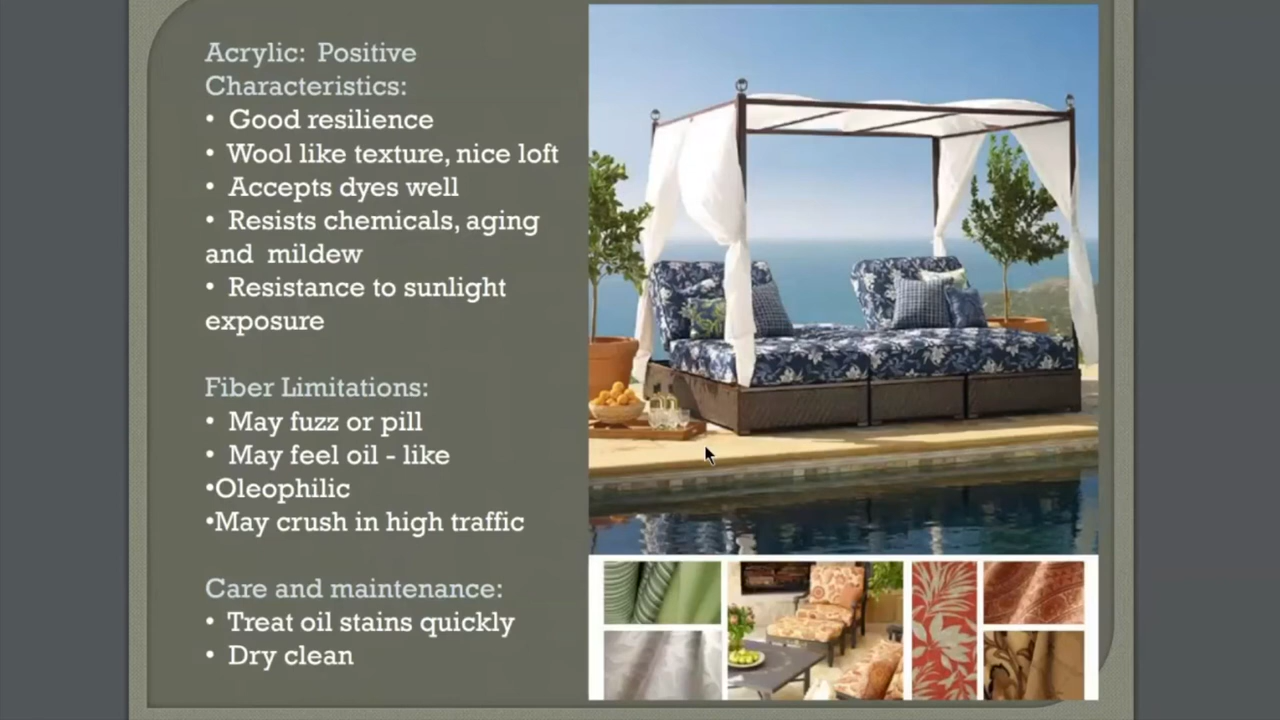 Acrylic: Positive
Characteristics:
• Good resilience
• Wool like texture, nice loft
• Accepts dyes well
• Resists chemicals, aging
and mildew
• Resistance to sunlight
exposure
Fiber Limitations:
• May fuzz or pill
• May feel oil - like
•Oleophilic
•May crush in high traffic
Care and maintenance:
• Treat oil stains quickly
• Dry clean